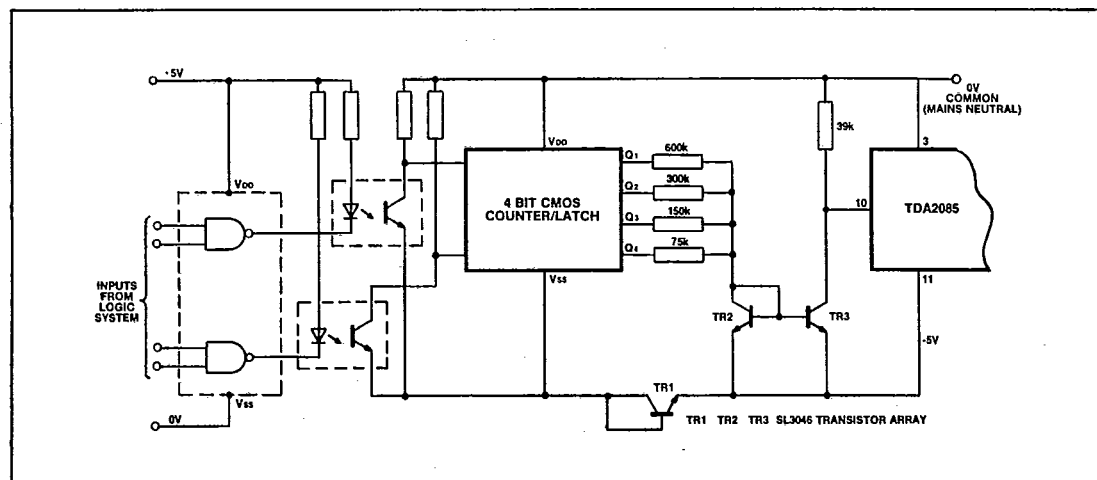 +5V
0V
COMMON
(MAINS NEUTRAL)
39k
VDD
VDD
Q1
600k
3
Q2
300k
4 BIT CMOS
COUNTER/LATCH
10
TDA2085
Q3
150k
Q4
75k
INPUTS
FROM
LOGIC
SYSTEM
VSS
11
TR2
TR3
-5V
TR1
VSS
0V
TR1 TR2 TR3 SL3046 TRANSISTOR ARRAY